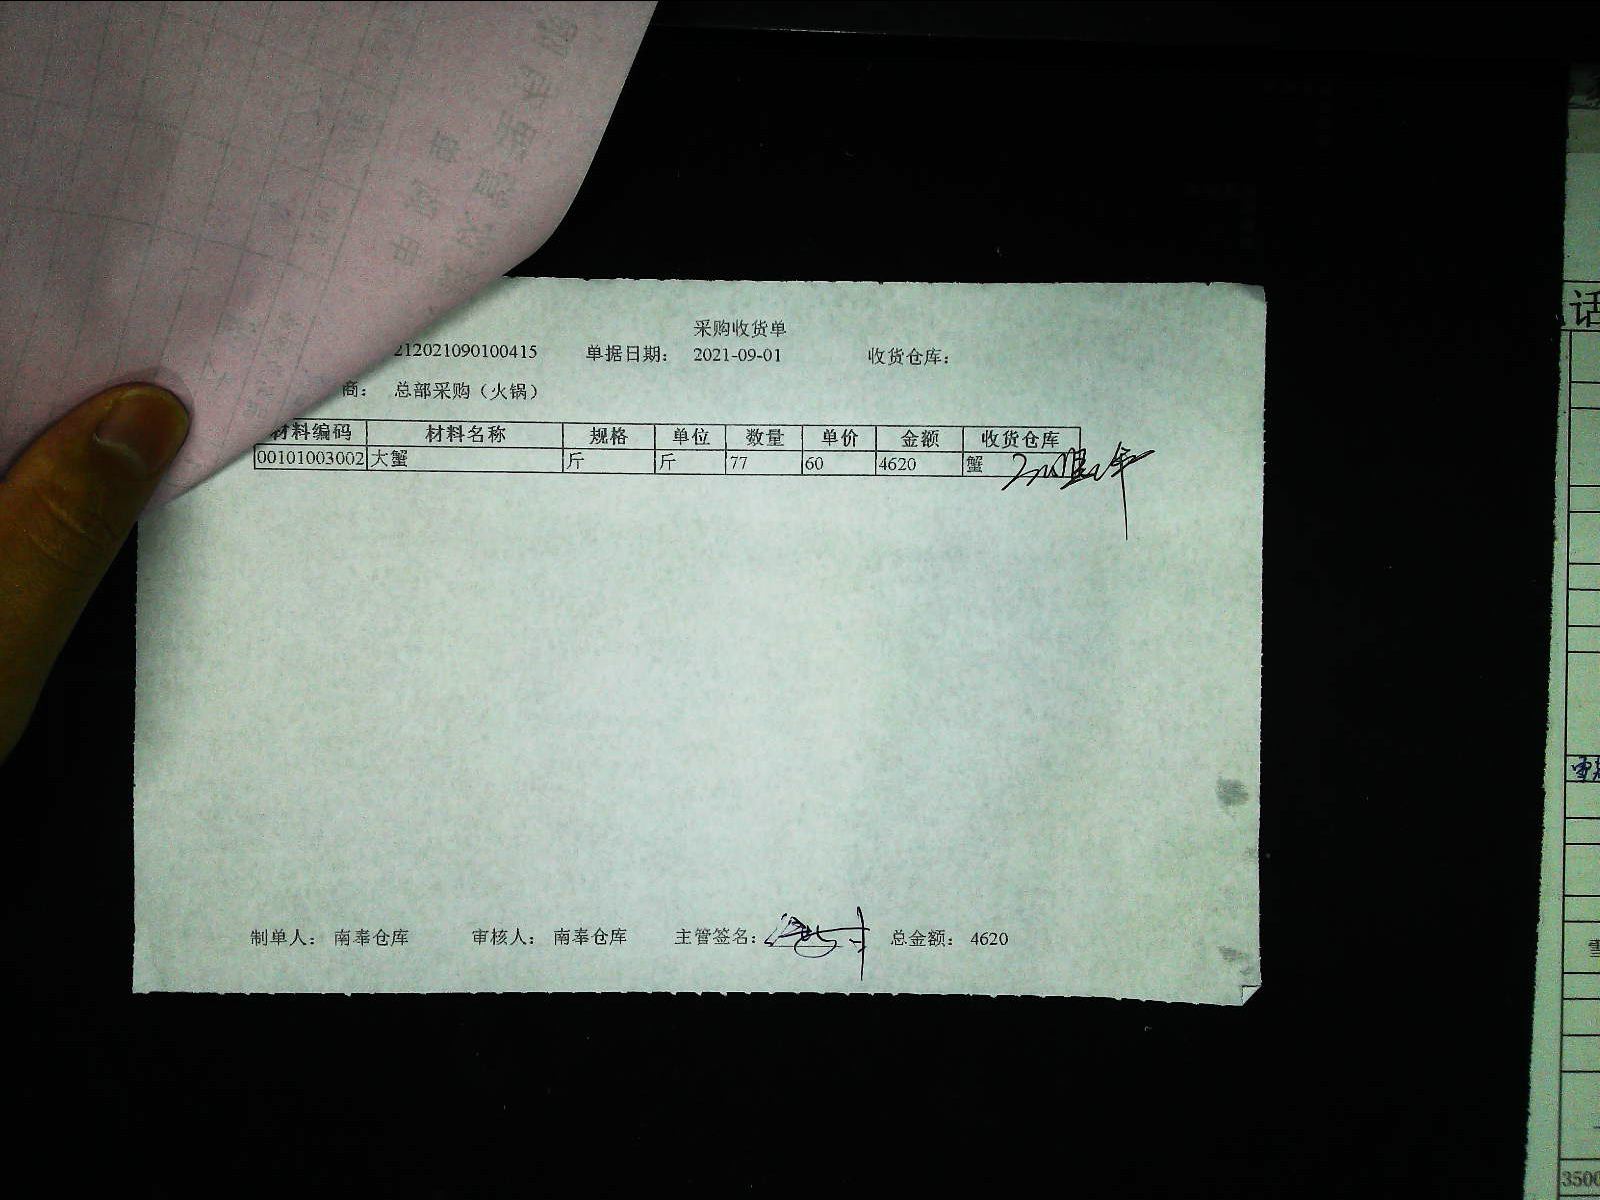 采购收货单
212021090100415 单据日期： 2021-09-01 收货仓库：
商： 总部采购（火锅）
材料编码 材料名称 规格 单位 数量 单价 金额 收货仓库
00101003002 大蟹 斤 斤 77 60 4620 蟹
制单人： 南奉仓库 审核人： 南奉仓库 主管签名： 总金额： 4620
话
3500